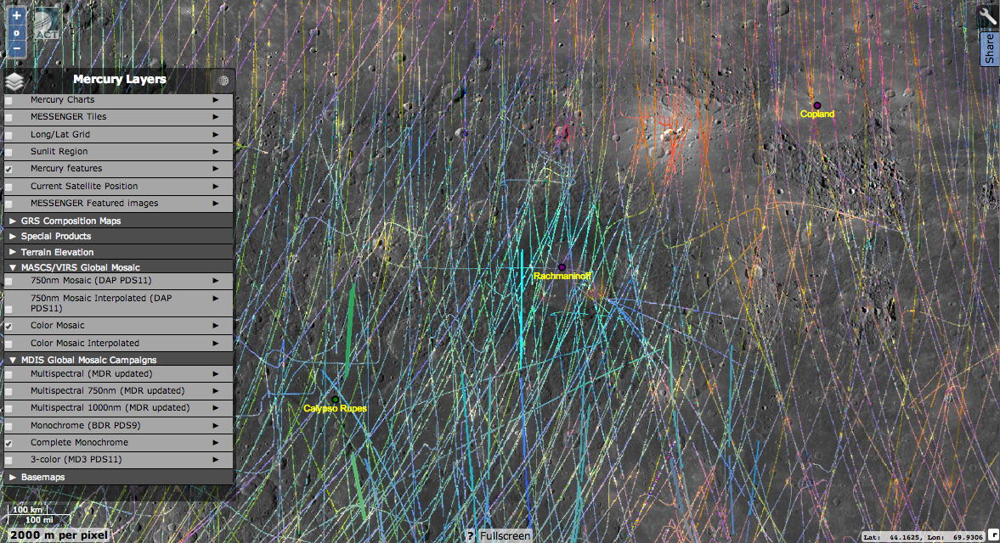 +
o
−
ACT
Share
Mercury Layers
Mercury Charts
MESSENGER Tiles
Long/Lat Grid
Sunlit Region
Mercury features
Current Satellite Position
MESSENGER Featured images
GRS Composition Maps
Special Products
Terrain Elevation
MASCS/VIRS Global Mosaic
750nm Mosaic (DAP PDS11)
750nm Mosaic Interpolated (DAP
PDS11)
Color Mosaic
Color Mosaic Interpolated
MDIS Global Mosaic Campaigns
Multispectral (MDR updated)
Multispectral 750nm (MDR updated)
Multispectral 1000nm (MDR updated)
Monochrome (BDR PDS9)
Complete Monochrome
3-color (MD3 PDS11)
Basemaps
Copland
Rachmaninoff
Calypso Rupes
100 km
100 mi
2000 m per pixel
? Fullscreen
Lat: 44.1625, Lon: 69.9306
r